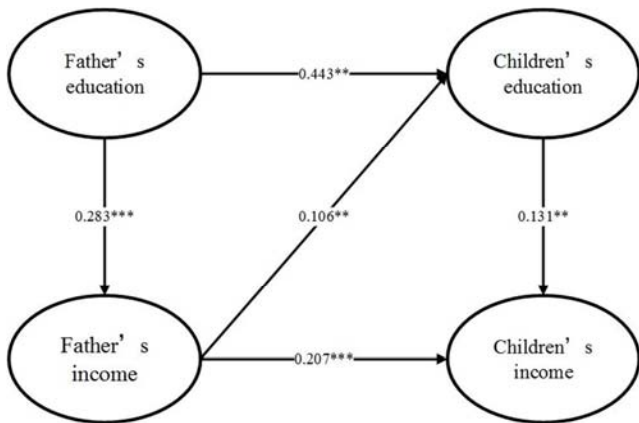 Father’s
education
0.443**
Children’s
education
0.283***
0.106**
0.131**
Father’s
income
0.207***
Children’s
income